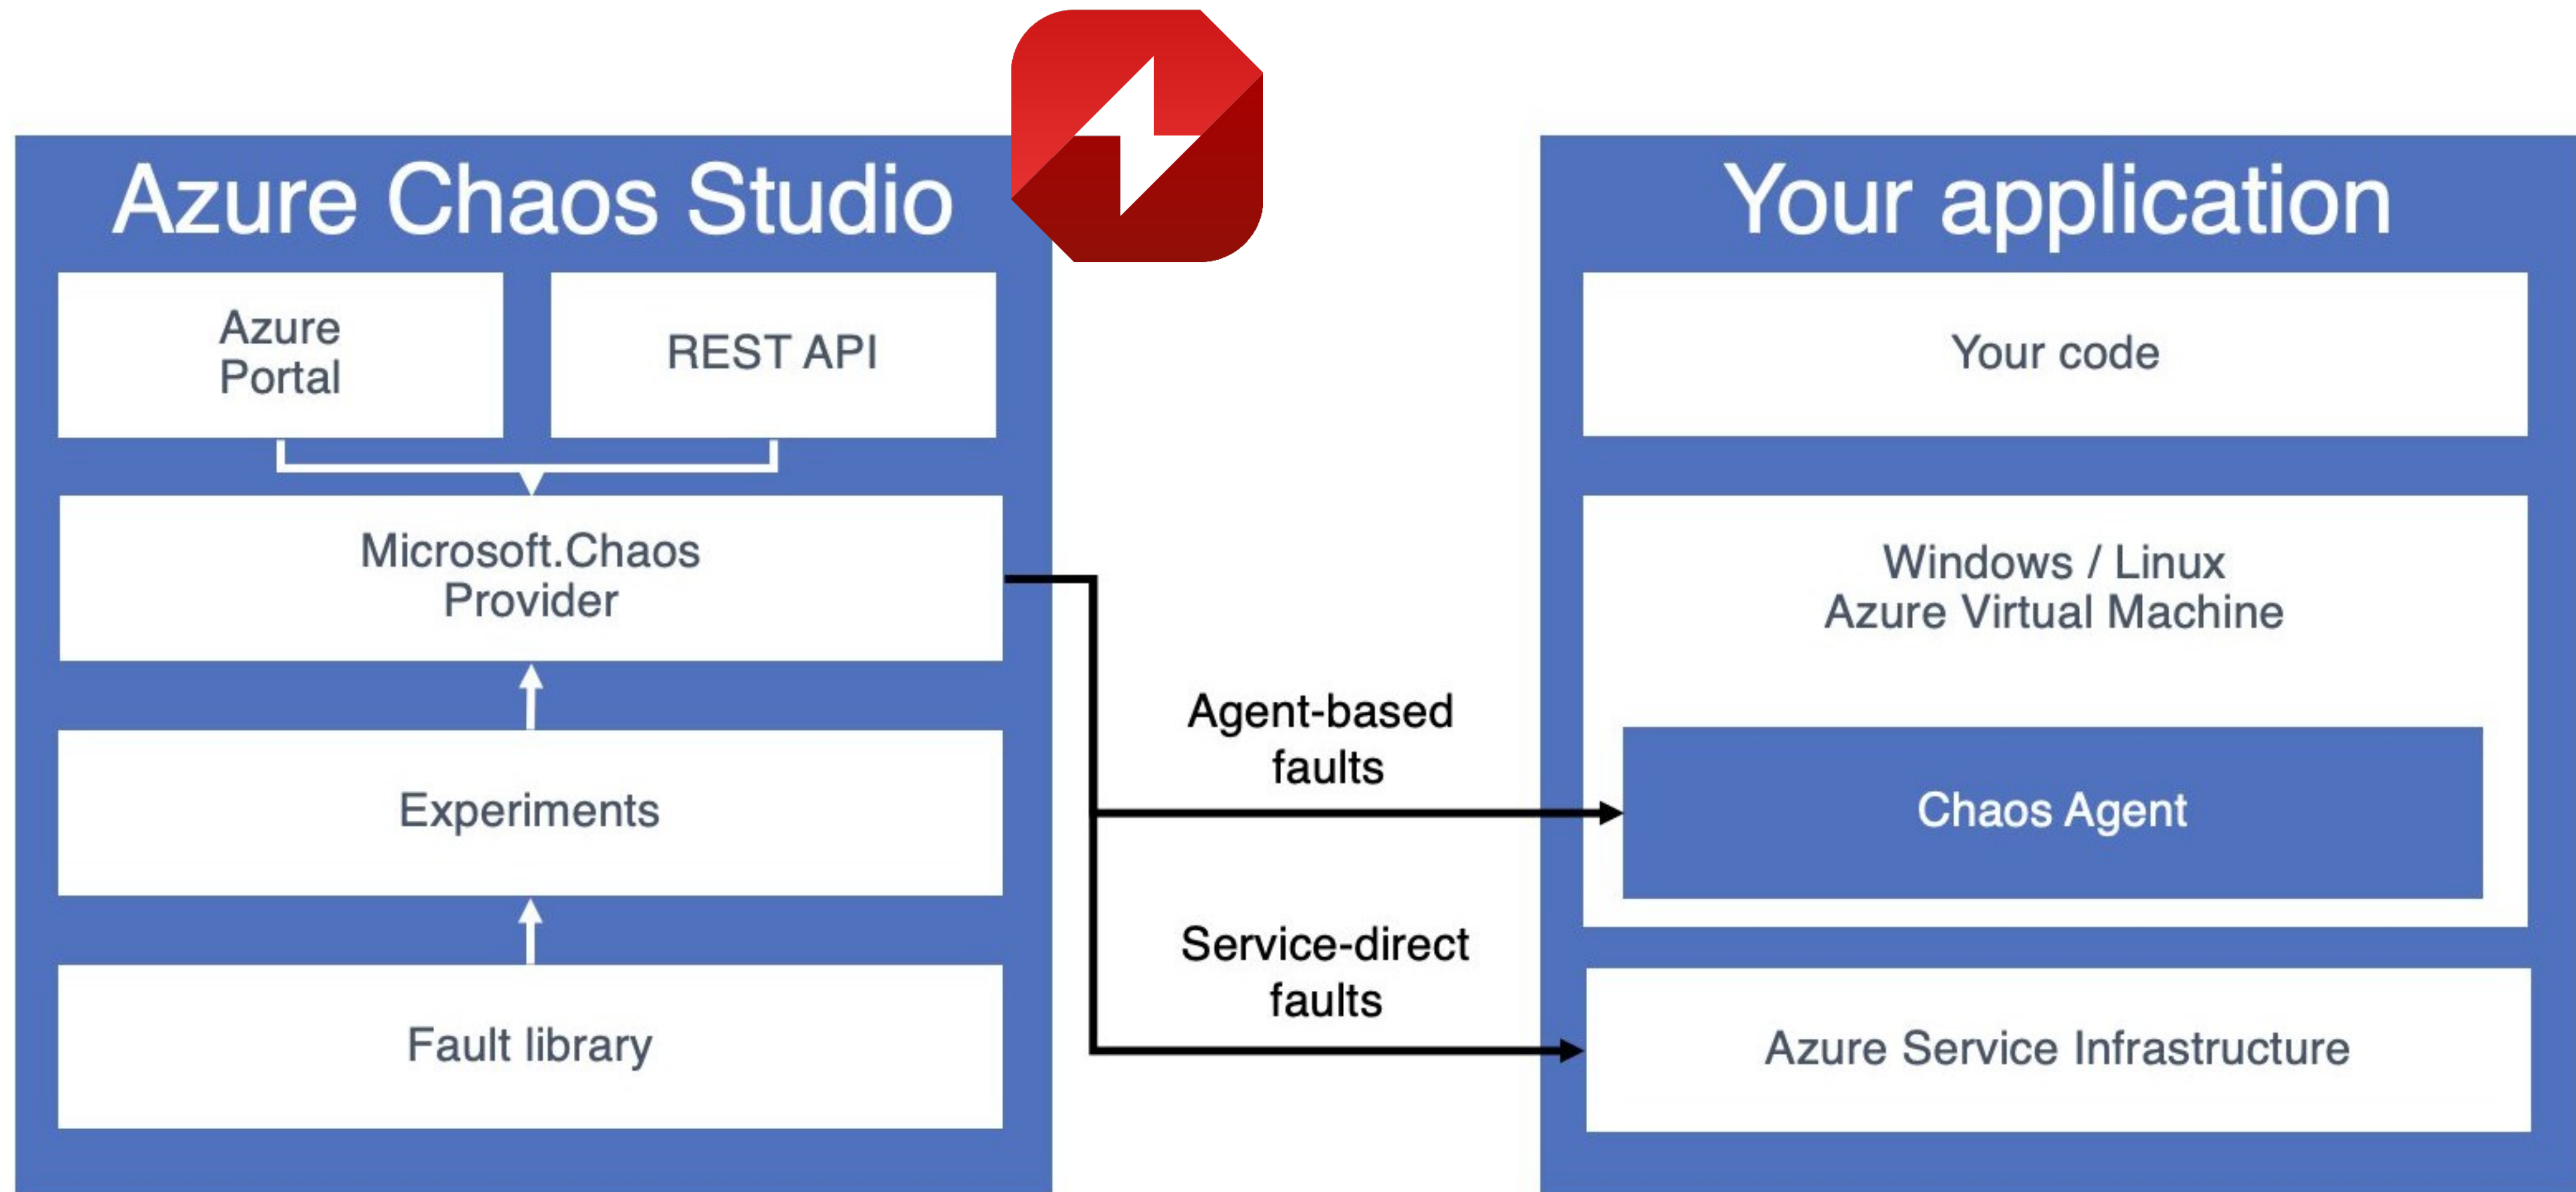 Azure Chaos Studio
Azure
Portal
REST API
Microsoft.Chaos
Provider
Experiments
Fault library
Agent-based
faults
Service-direct
faults
Your application
Your code
Windows / Linux
Azure Virtual Machine
Chaos Agent
Azure Service Infrastructure